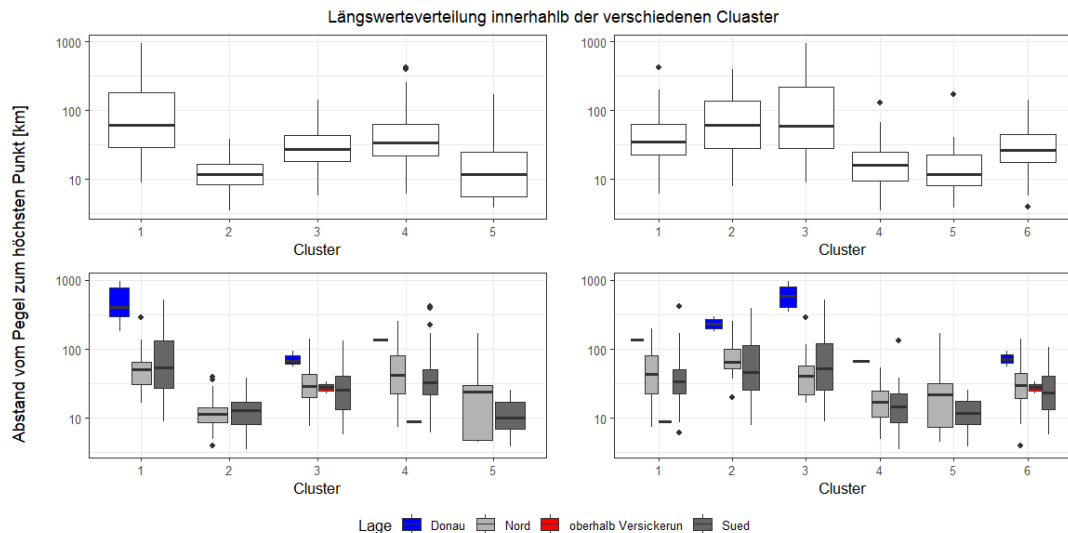 Längswerteverteilung innerhahlb der verschiedenen Cluaster
Abstand vom Pegel zum höchsten Punkt [km]
1000
100
10
1 2 3 4 5
Cluster
1000
100
10
1 2 3 4 5 6
Cluster
1000
100
10
1 2 3 4 5
Cluster
1000
100
10
1 2 3 4 5 6
Cluster
Lage Donau Nord oberhalb Versickerun Sued